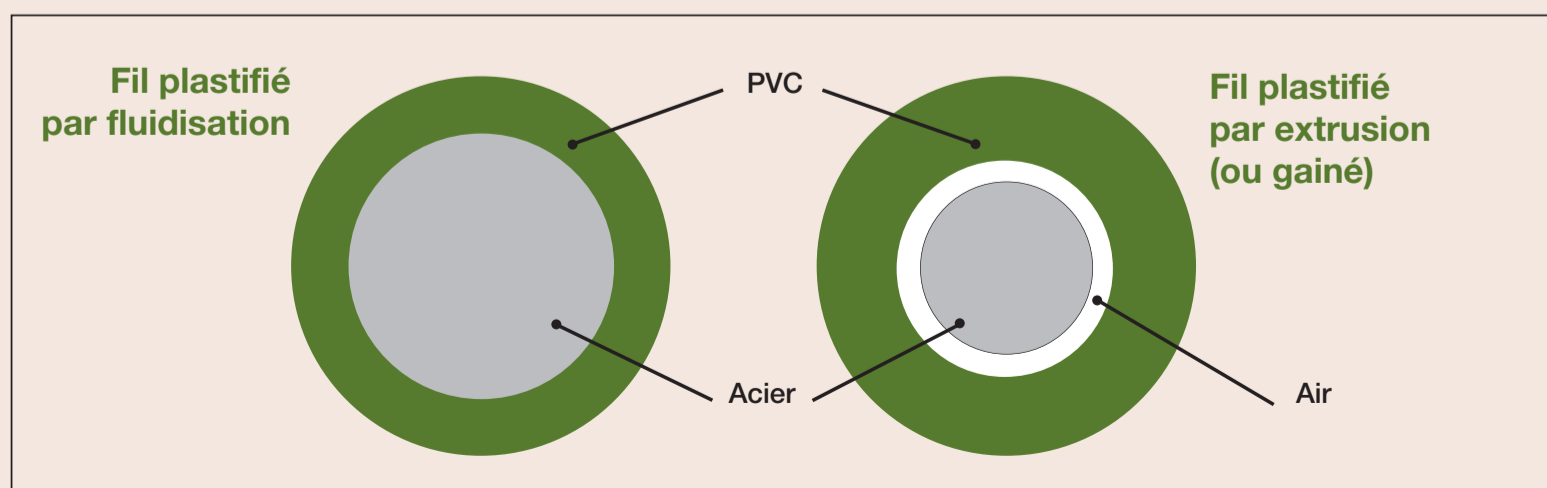 Fil plastifié
par fluidisation
PVC
Fil plastifié
par extrusion
(ou gainé)
Acier
Air